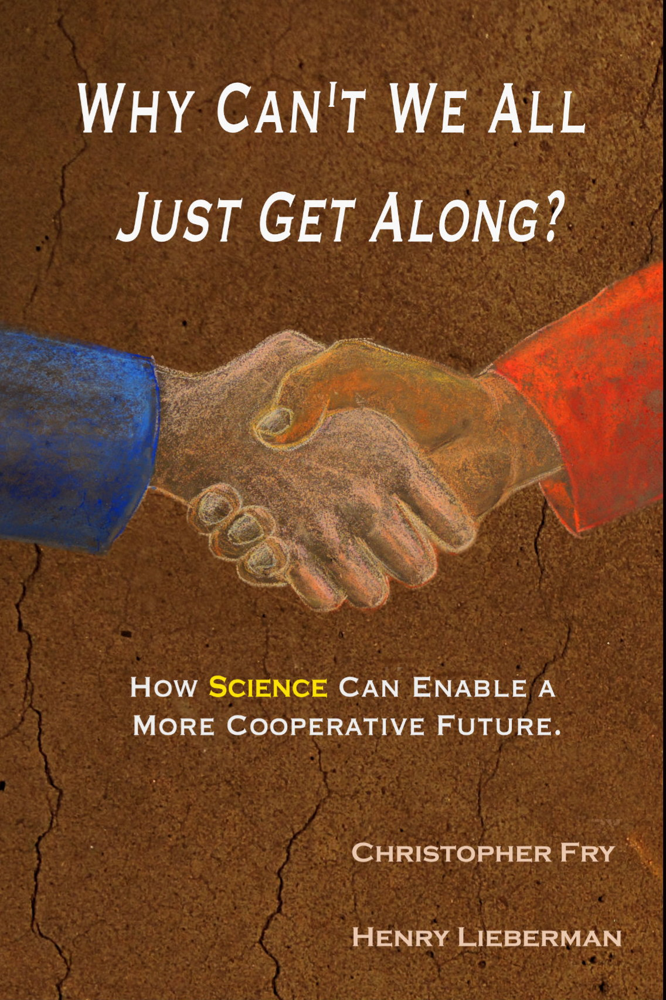 Why Can't We All
Just Get Along?
How Science Can Enable a
More Cooperative Future.
Christopher Fry
Henry Lieberman